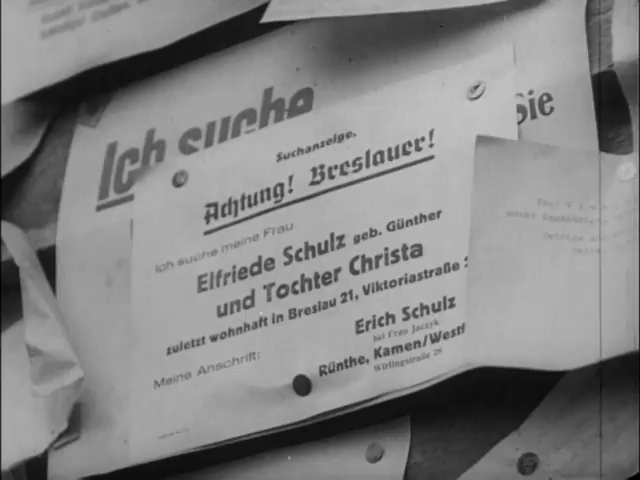 Ich suche
Suchanzeige.
Achtung! Breslauer!
Ich suche meine Frau
Elfriede Schulz geb. Günther
und Tochter Christa
zuletzt wohnhaft in Breslau 21, Viktoriastraße
Erich Schulz
bei Frau Jaczyk
Meine Anschrift:
Rünthe, Kamen/Westf
Wirlingstraße
Sie